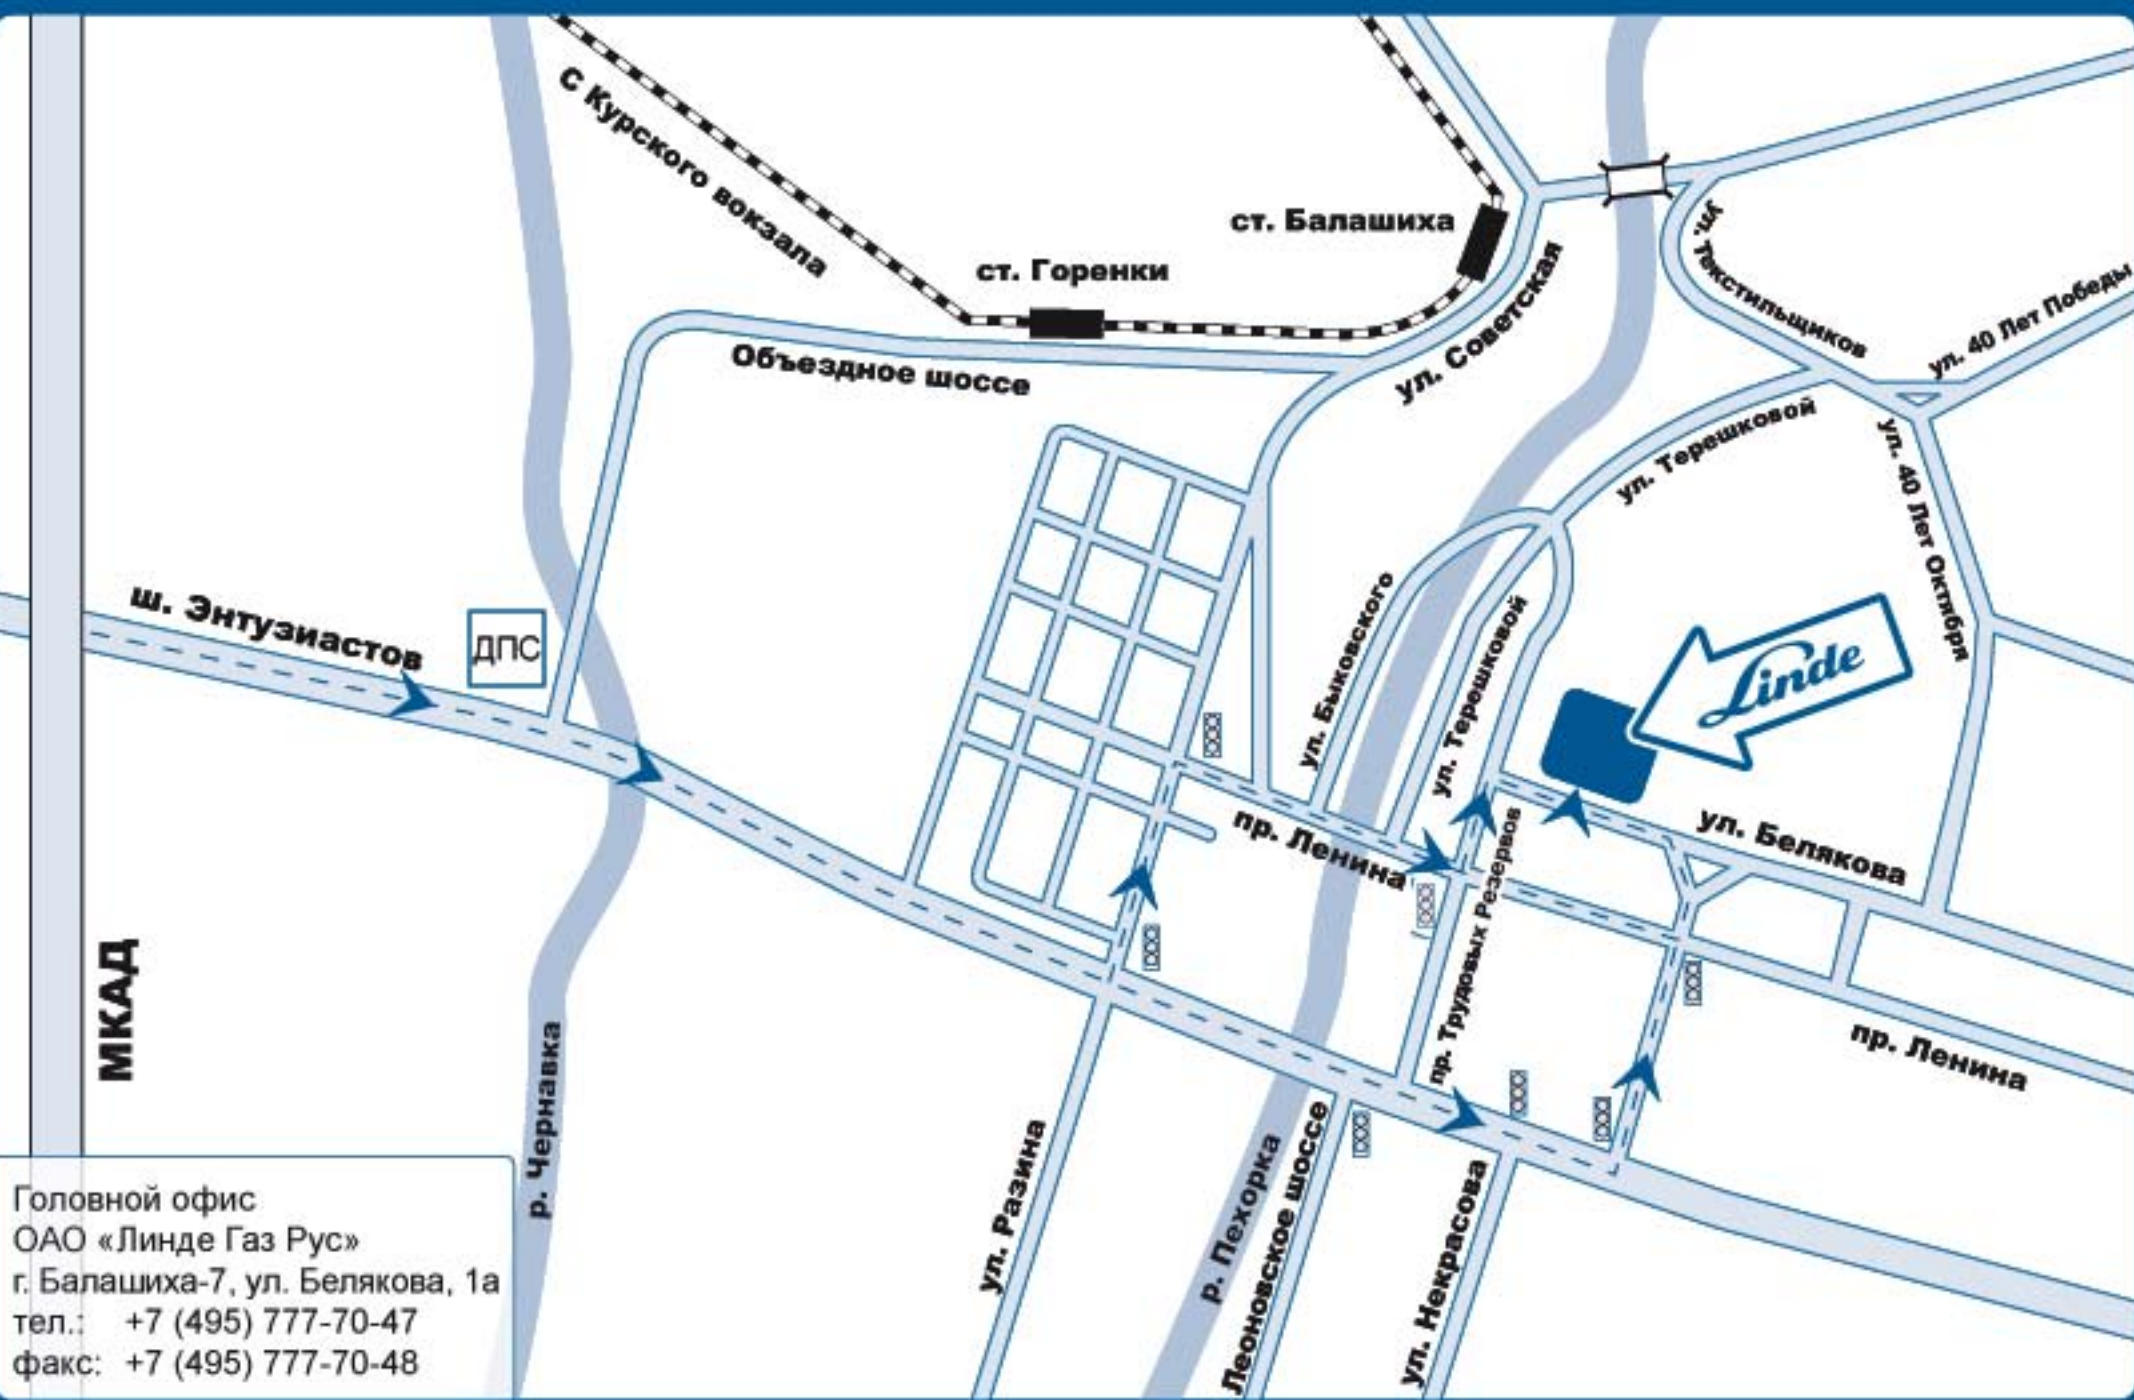 с Курского вокзала
ст. Балашиха
ст. Горенки
Объездное шоссе
ул. Советская
ул. Текстильщиков
ул. 40 Лет Победы
ул. Терешковой
ул. 40 Лет Октября
ш. Энтузиастов
ДПС
ул. Быковского
ул. Терешковой
Linde
пр. Ленина
пр. Трудовых Резервов
ул. Белякова
пр. Ленина
МКАД
р. Чернавка
ул. Разина
р. Пехорка
Леоновское шоссе
ул. Некрасова
Головной офис
ОАО «Линде Газ Рус»
г. Балашиха-7, ул. Белякова, 1а
тел.: +7 (495) 777-70-47
факс: +7 (495) 777-70-48